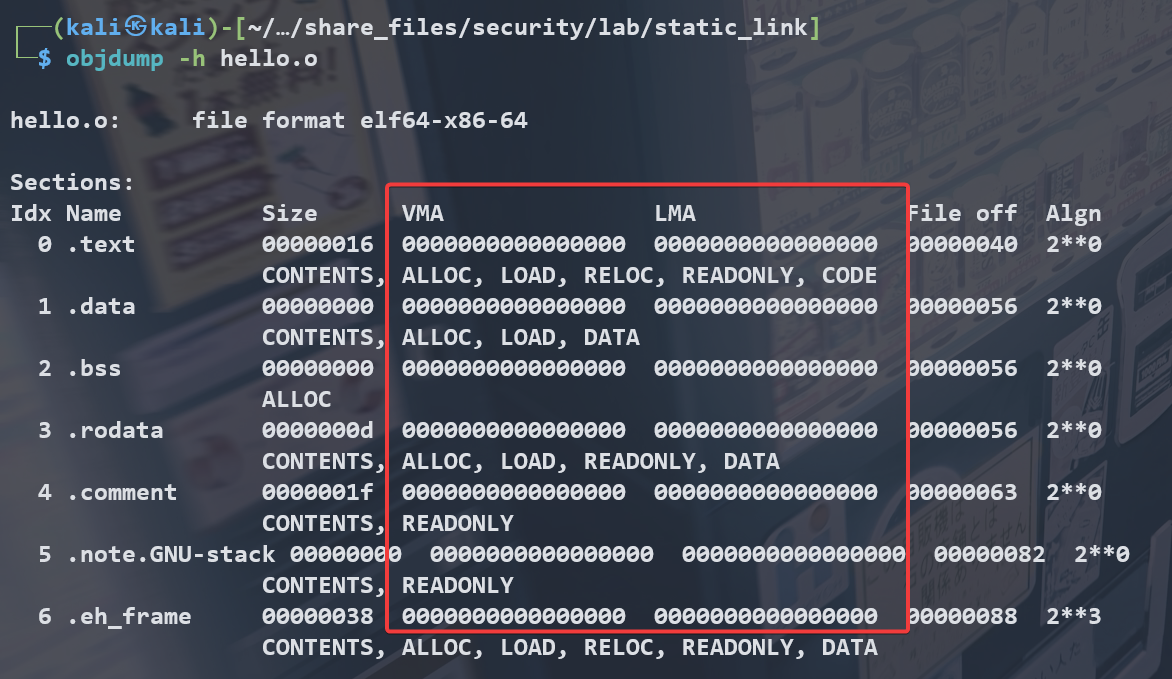 ┌──(kali㉿kali)-[~/…/share_files/security/lab/static_link]
└─$ objdump -h hello.o

hello.o:     file format elf64-x86-64

Sections:
Idx Name          Size      VMA               LMA               File off  Algn
  0 .text         00000016  0000000000000000  0000000000000000  00000040  2**0
                  CONTENTS, ALLOC, LOAD, RELOC, READONLY, CODE
  1 .data         00000000  0000000000000000  0000000000000000  00000056  2**0
                  CONTENTS, ALLOC, LOAD, DATA
  2 .bss          00000000  0000000000000000  0000000000000000  00000056  2**0
                  ALLOC
  3 .rodata       0000000d  0000000000000000  0000000000000000  00000056  2**0
                  CONTENTS, ALLOC, LOAD, READONLY, DATA
  4 .comment      0000001f  0000000000000000  0000000000000000  00000063  2**0
                  CONTENTS, READONLY
  5 .note.GNU-stack 00000000  0000000000000000  0000000000000000  00000082  2**0
                  CONTENTS, READONLY
  6 .eh_frame     00000038  0000000000000000  0000000000000000  00000088  2**3
                  CONTENTS, ALLOC, LOAD, RELOC, READONLY, DATA